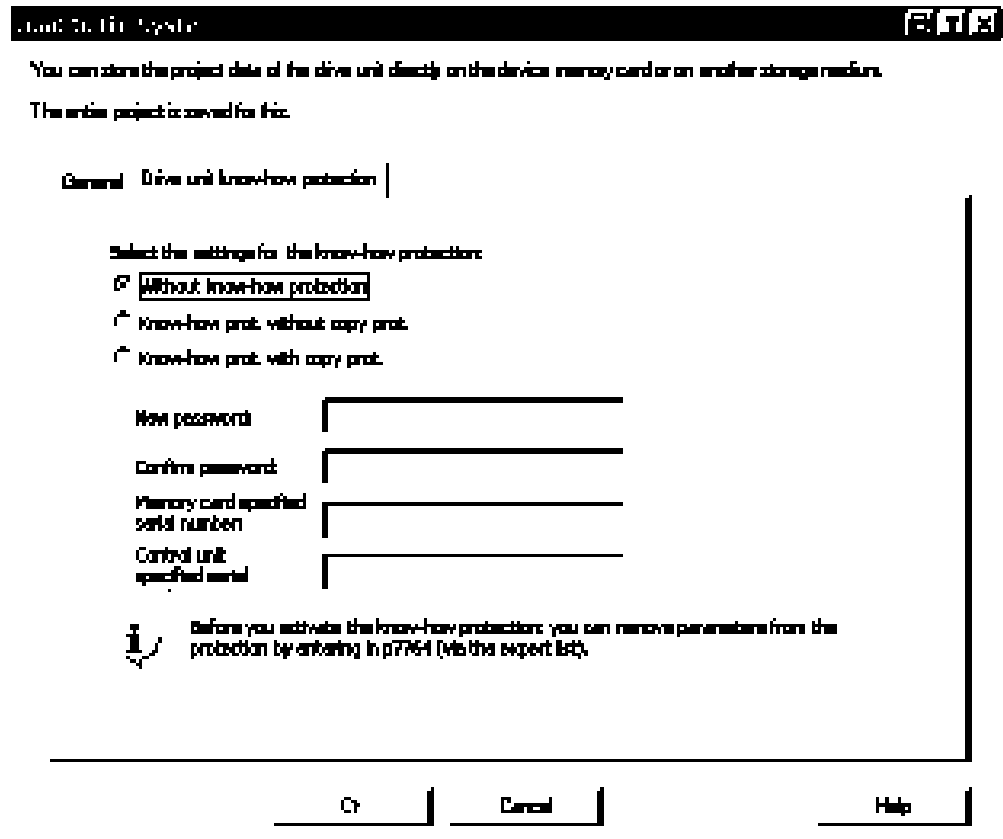 You can store the project data of the drive unit directly on the device memory card or on another storage medium.
The entire project is saved for this.
General
Drive unit know-how protection
Select the settings for the know-how protection:
Without know-how protection
Know-how prot. without copy prot.
Know-how prot. with copy prot.
New password:
Confirm password:
Memory card specified
serial number:
Control unit
specified serial
Before you activate the know-how protection: you can remove parameters from the
protection by entering in p7764 (via the expert list).
Cancel
Help